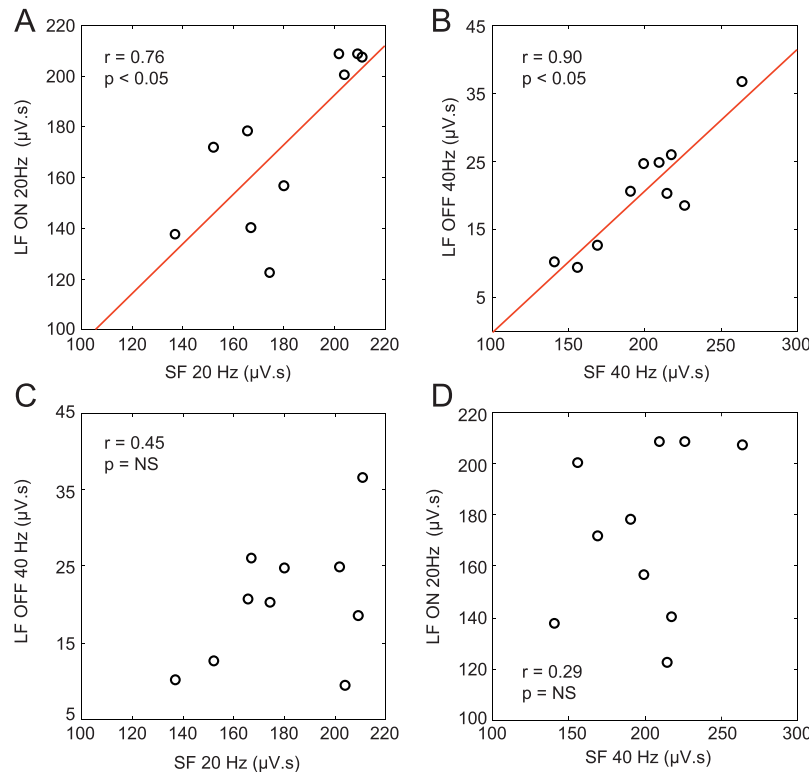 A
r = 0.76
p < 0.05
LF ON 20Hz (µV.s)
220
200
180
160
140
120
100
100 120 140 160 180 200 220
SF 20 Hz (µV.s)
B
r = 0.90
p < 0.05
LF OFF 40Hz (µV.s)
45
35
25
15
5
100 150 200 250 300
SF 40 Hz (µV.s)
C
r = 0.45
p = NS
LF OFF 40 Hz (µV.s)
45
35
25
15
5
100 120 140 160 180 200 220
SF 20 Hz (µV.s)
D
r = 0.29
p = NS
LF ON 20Hz (µV.s)
220
200
180
160
140
120
100
100 150 200 250 300
SF 40 Hz (µV.s)